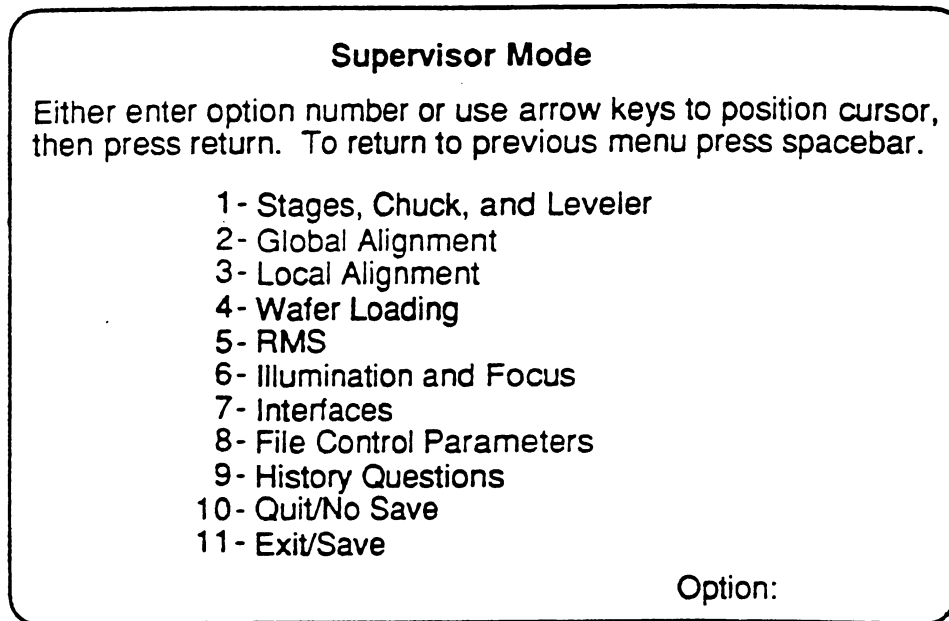 Supervisor Mode
Either enter option number or use arrow keys to position cursor,
then press return. To return to previous menu press spacebar.
1- Stages, Chuck, and Leveler
2- Global Alignment
3- Local Alignment
4- Wafer Loading
5- RMS
6- Illumination and Focus
7- Interfaces
8- File Control Parameters
9- History Questions
10- Quit/No Save
11- Exit/Save
Option: